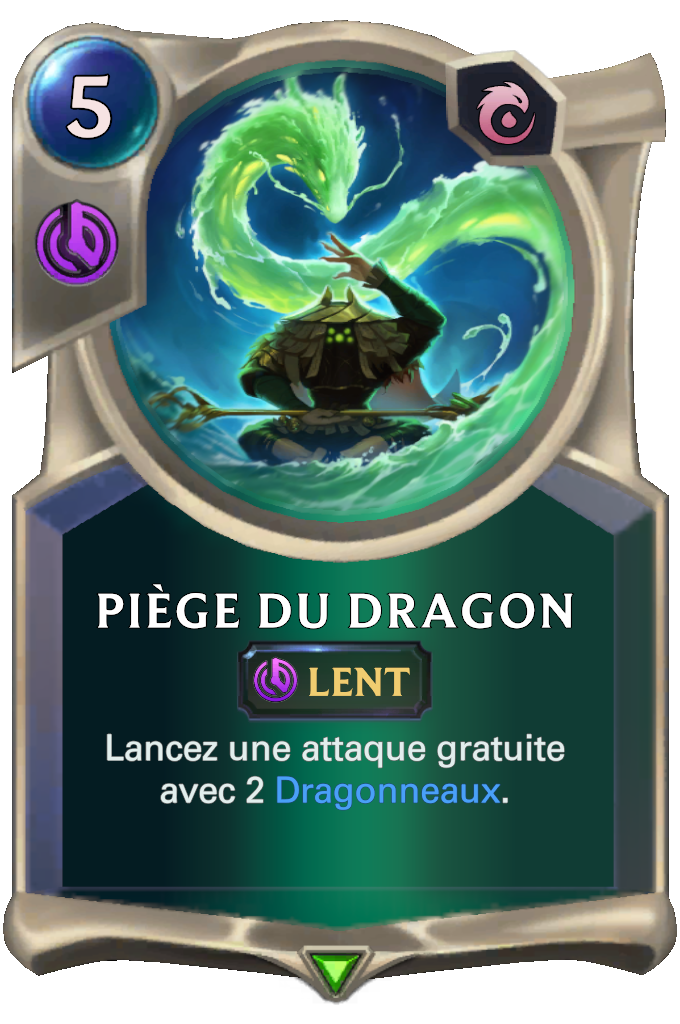 5
PIÈGE DU DRAGON
LENT
Lancez une attaque gratuite
avec 2 Dragonneaux.